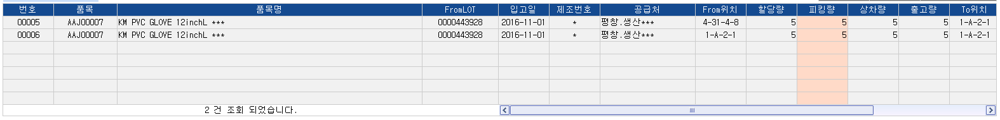 번호 품목 품목명 FromLOT 입고일 제조번호 공급처 From위치 할당량 피킹량 상차량 출고량 To위치
00005 AAJ00007 KM PVC GLOVE 12inchL *** 0000443928 2016-11-01 * 평창.생산*** 4-31-4-8 5 5 5 5 1-A-2-1
00006 AAJ00007 KM PVC GLOVE 12inchL *** 0000443928 2016-11-01 * 평창.생산*** 1-A-2-1 5 5 5 5 1-A-2-1
2 건 조회 되었습니다.